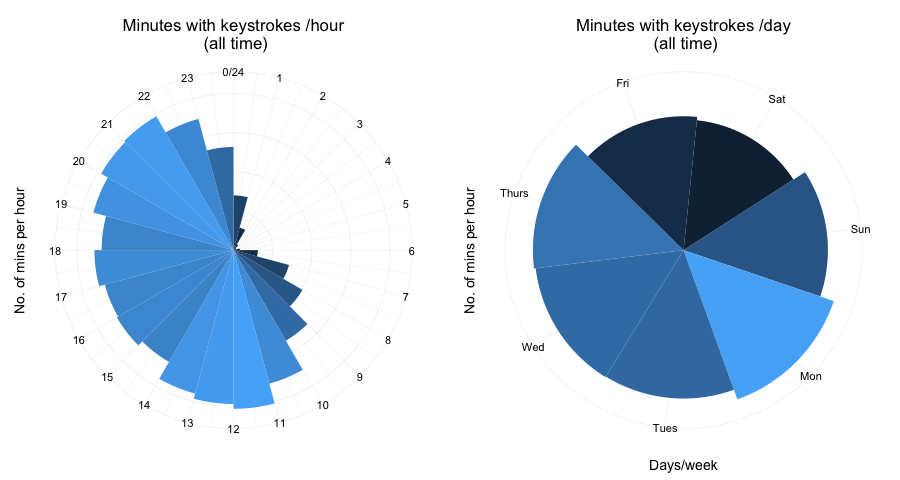 Minutes with keystrokes /hour
(all time)
0/24
1
2
3
4
5
6
7
8
9
10
11
12
13
14
15
16
17
18
19
20
21
22
23
No. of mins per hour
Minutes with keystrokes /day
(all time)
Fri
Sat
Sun
Mon
Tues
Wed
Thurs
No. of mins per hour
Days/week